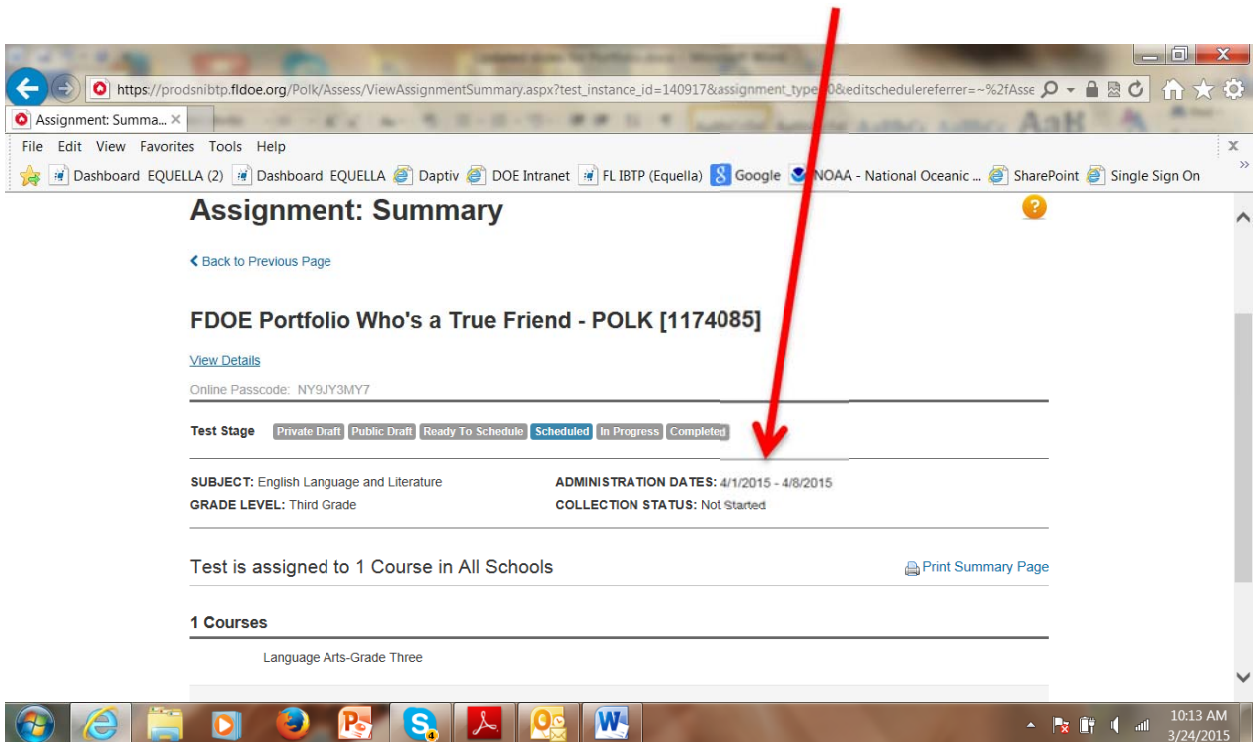 https://prodsnibtp.fldoe.org/Polk/Assess/ViewAssignmentSummary.aspx?test_instance_id=140917&assignment_type 0&editschedulereferrer=~%2fAsse
Assignment: Summa...
File Edit View Favorites Tools Help
Dashboard EQUELLA (2) Dashboard EQUELLA Daptiv DOE Intranet FL IBTP (Equella) Google NOAA - National Oceanic ... SharePoint Single Sign On
Assignment: Summary
Back to Previous Page
FDOE Portfolio Who's a True Friend - POLK [1174085]
View Details
Online Passcode: NY9JY3MY7
Test Stage Private Draft Public Draft Ready To Schedule Scheduled In Progress Completed
SUBJECT: English Language and Literature ADMINISTRATION DATES: 4/1/2015 - 4/8/2015
GRADE LEVEL: Third Grade COLLECTION STATUS: Not Started
Test is assigned to 1 Course in All Schools Print Summary Page
1 Courses
Language Arts-Grade Three
10:13 AM
3/24/2015